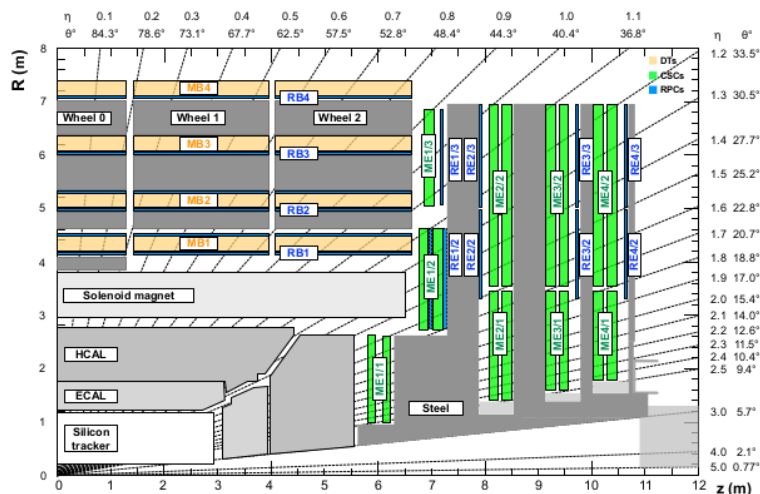 η 0.1 0.2 0.3 0.4 0.5 0.6 0.7 0.8 0.9 1.0 1.1 η θ°
θ° 84.3° 78.6° 73.1° 67.7° 62.5° 57.5° 52.8° 48.4° 44.3° 40.4° 36.8°
R (m)
8
7
6
5
4
3
2
1
0
1.2 33.5°
1.3 30.5°
1.4 27.7°
1.5 25.2°
1.6 22.8°
1.7 20.7°
1.8 18.8°
1.9 17.0°
2.0 15.4°
2.1 14.0°
2.2 12.6°
2.3 11.5°
2.4 10.4°
2.5 9.4°
3.0 5.7°
4.0 2.1°
5.0 0.77°
DTs
CSCs
RPCs
MB4
RB4
Wheel 0
Wheel 1
Wheel 2
MB3
RB3
MB2
RB2
MB1
RB1
Solenoid magnet
HCAL
ECAL
Silicon
tracker
Steel
ME1/3
RE1/3
RE2/3
ME2/2
ME3/2
RE3/3
ME4/2
RE4/3
ME1/2
RE1/2
RE2/2
RE3/2
RE4/2
ME1/1
ME2/1
ME3/1
ME4/1
0 1 2 3 4 5 6 7 8 9 10 11 12
z (m)